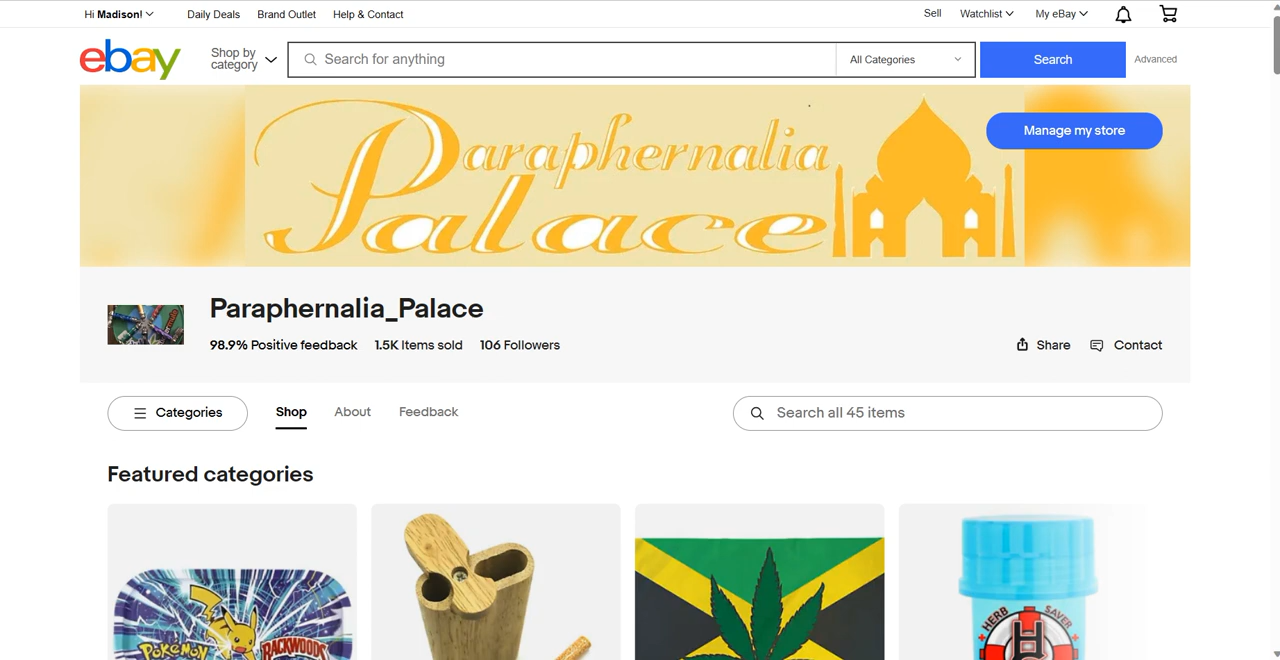 Hi Madison!
Daily Deals
Brand Outlet
Help & Contact
Sell
Watchlist
My eBay
ebay
Shop by
category
Search for anything
All Categories
Search
Advanced
Paraphernalia
Palace
Manage my store
Paraphernalia_Palace
98.9% Positive feedback
1.5K Items sold
106 Followers
Share
Contact
Categories
Shop
About
Feedback
Search all 45 items
Featured categories
POKÉMON
BACKWOODS
HERB
SAVER